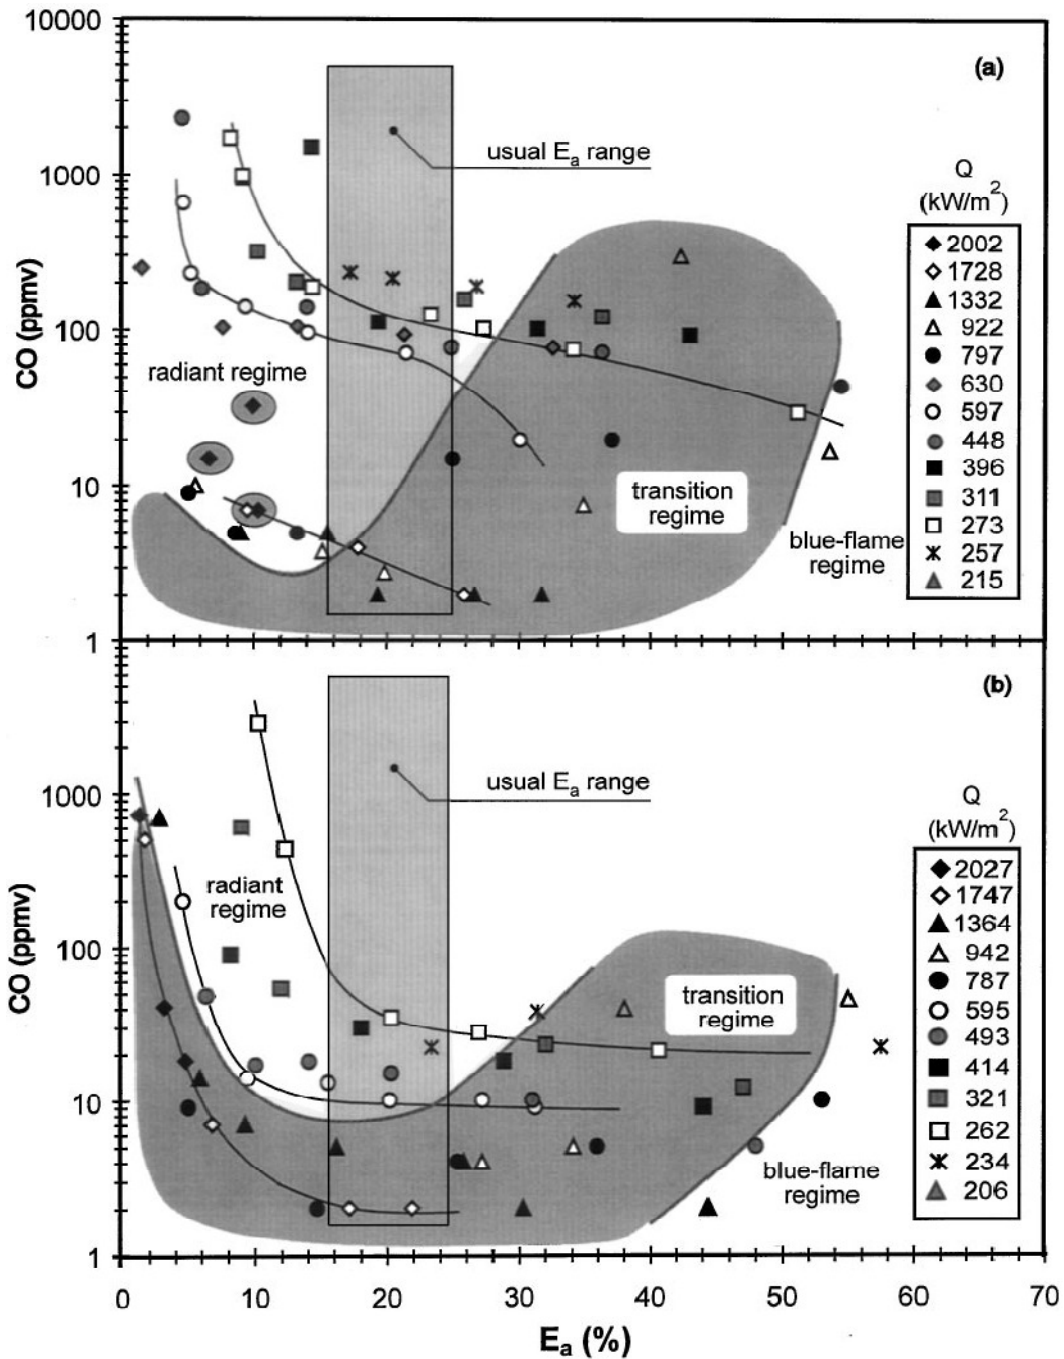 10000
(a)
usual Ea range
1000
Q
(kW/m²)
2002
1728
1332
922
797
630
597
448
396
311
273
257
215
CO (ppmv)
100
radiant regime
10
transition
regime
blue-flame
regime
1
(b)
usual Ea range
1000
Q
(kW/m²)
2027
1747
1364
942
787
595
493
414
321
262
234
206
radiant
regime
CO (ppmv)
100
transition
regime
10
blue-flame
regime
1
0 10 20 30 40 50 60 70
Ea (%)